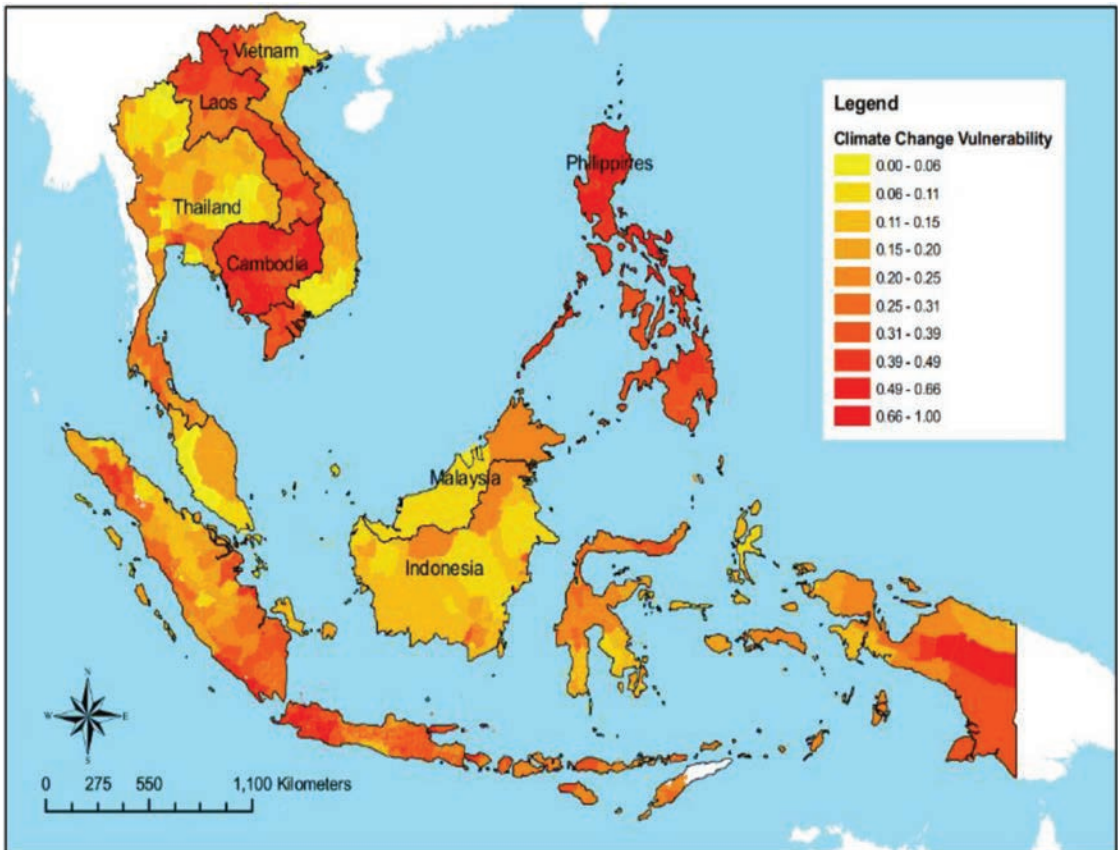 Vietnam
Laos
Thailand
Cambodia
Philippines
Malaysia
Indonesia
Legend
Climate Change Vulnerability
0.00 - 0.06
0.06 - 0.11
0.11 - 0.15
0.15 - 0.20
0.20 - 0.25
0.25 - 0.31
0.31 - 0.39
0.39 - 0.49
0.49 - 0.66
0.66 - 1.00
N
W E
S
0 275 550 1,100 Kilometers